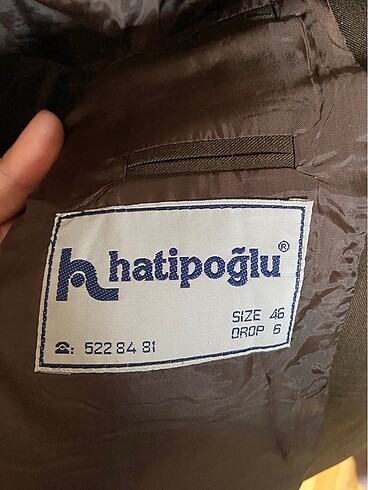 hatipoğlu®
SIZE 46
DROP 6
☎: 522 84 81